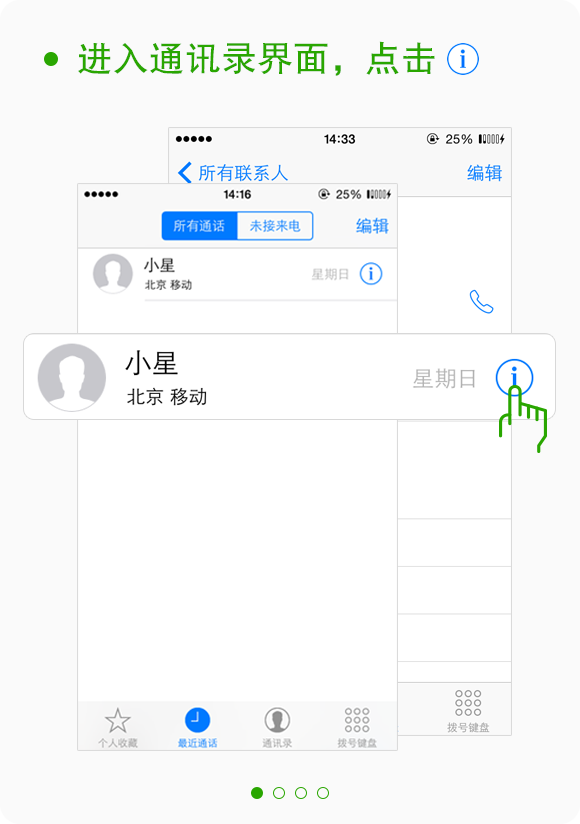 进入通讯录界面，点击 i
14:33
25%
所有联系人
编辑
14:16
25%
所有通话
未接来电
编辑
小星
北京 移动
星期日
小星
北京 移动
星期日
个人收藏
最近通话
通讯录
拨号键盘
拨号键盘